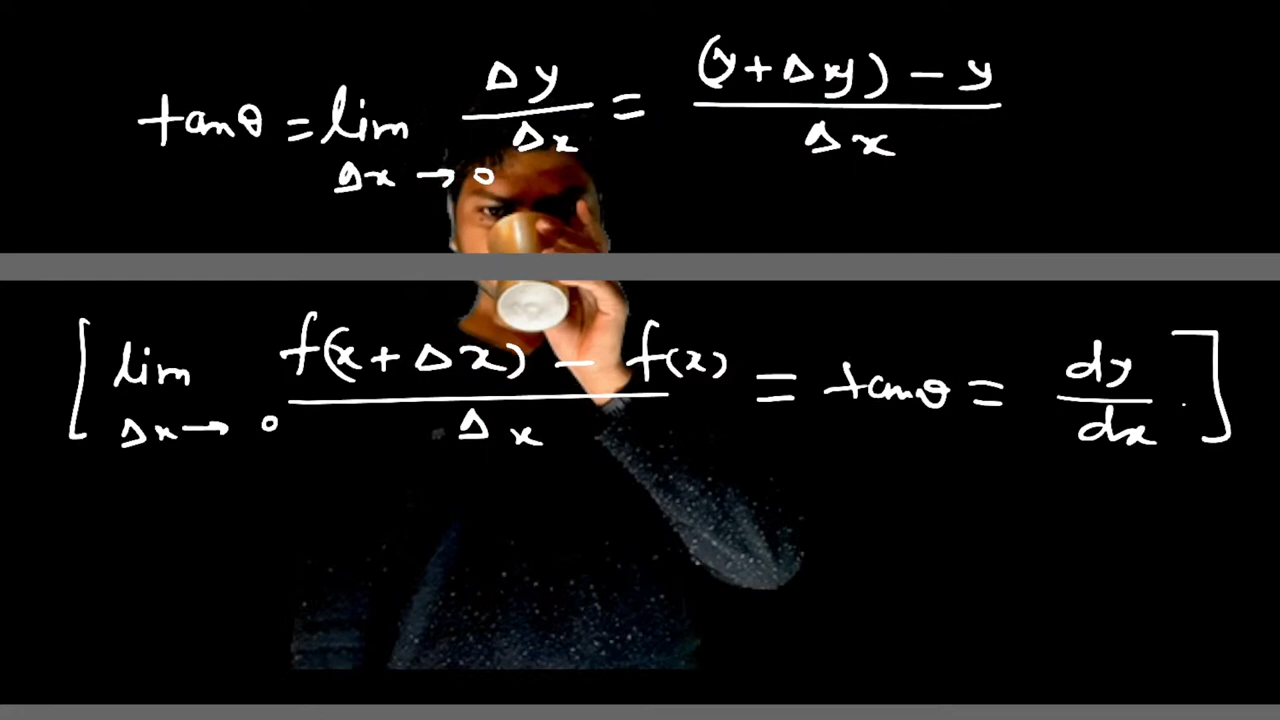 tanθ = lim Δx → 0 Δy/Δx = (y + Δy) − y / Δx
[ lim Δx → 0 f(x + Δx) − f(x) / Δx = tanθ = dy/dx ]